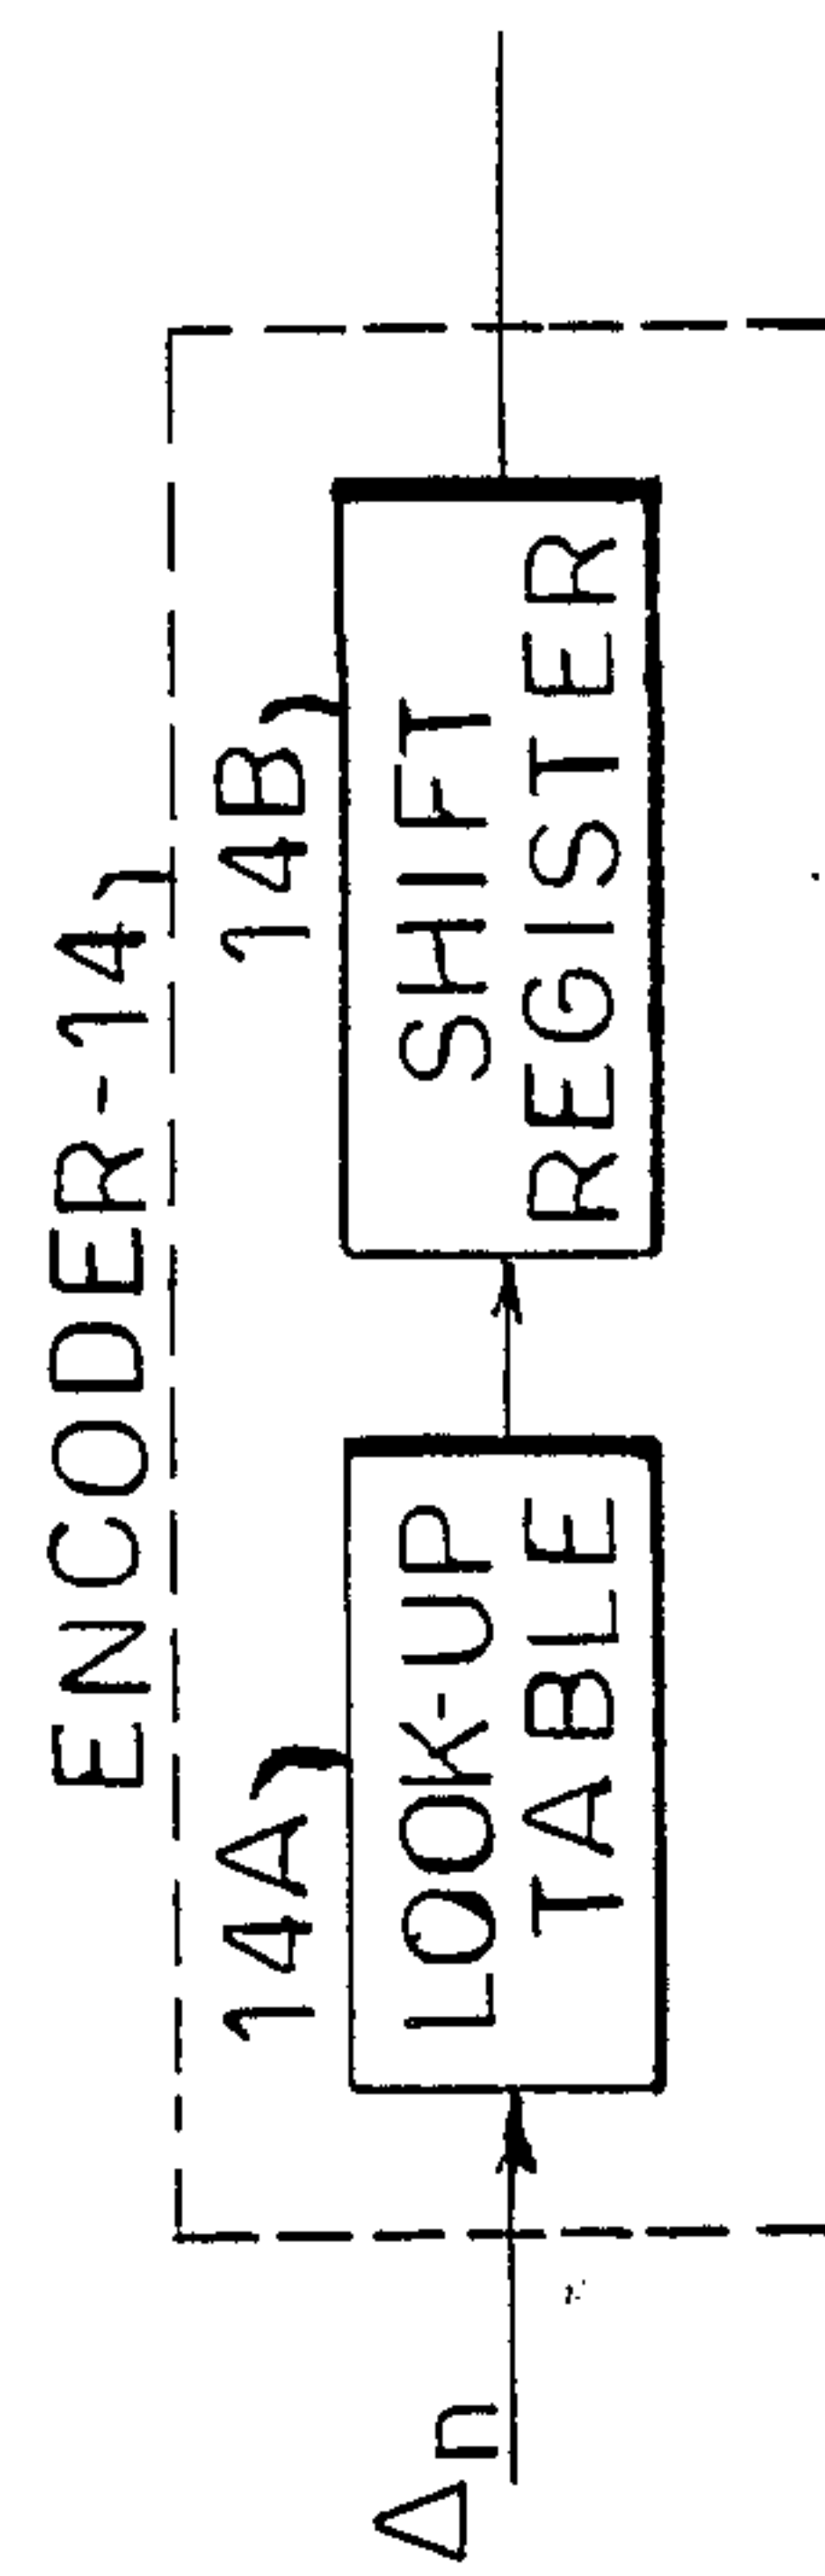 ENCODER-14
14A
14B
LOOK-UP
TABLE
SHIFT
REGISTER
Δn